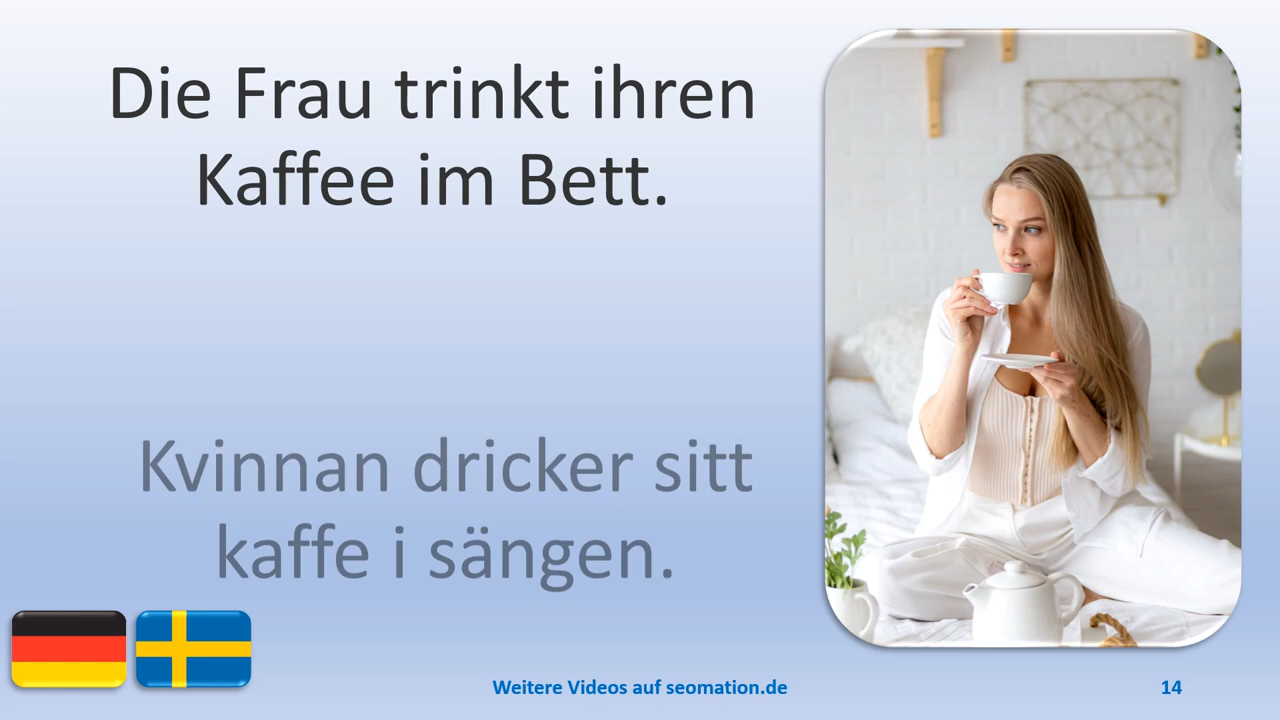 Die Frau trinkt ihren
Kaffee im Bett.
Kvinnan dricker sitt
kaffe i sängen.
Weitere Videos auf seomation.de
14